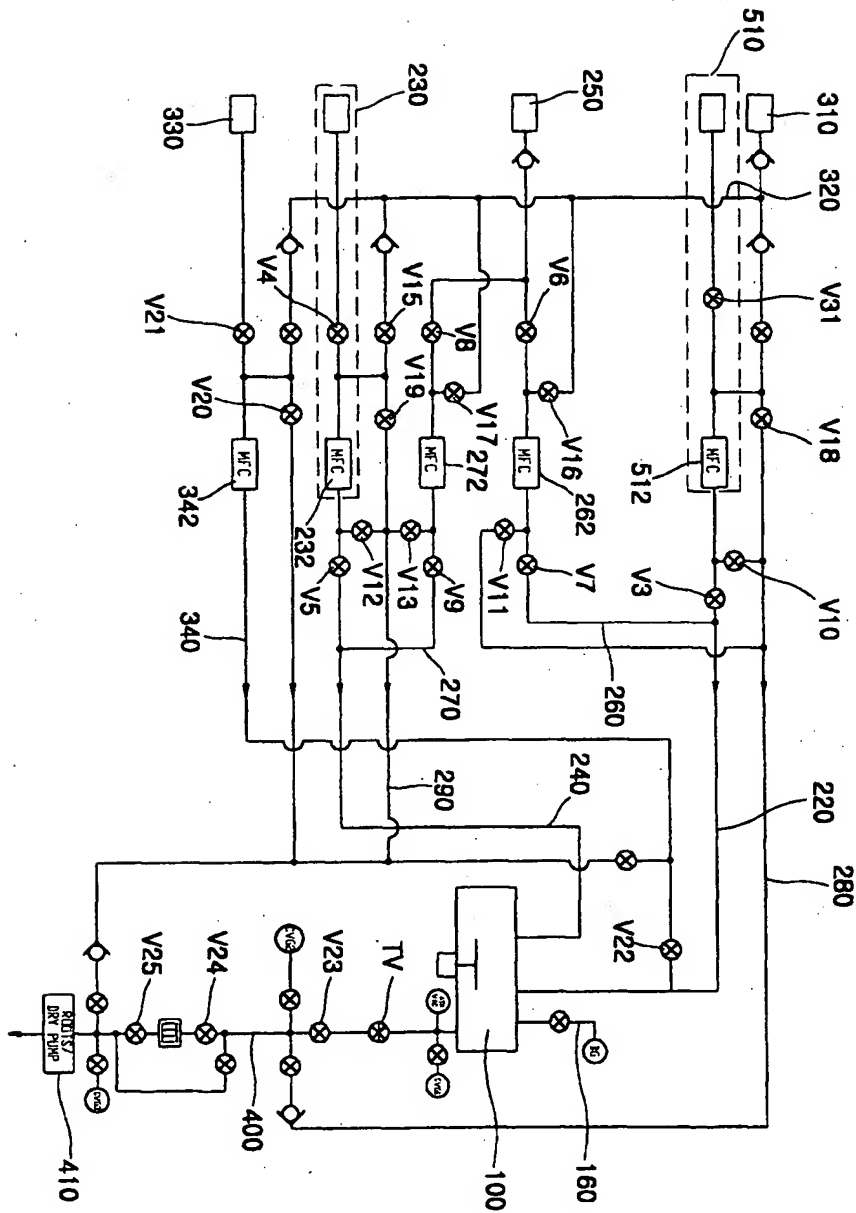 510
230
250
310
330
320
V4
V15
V6
V31
V21
V8
V19
V17
V20
V16
V18
MFC
MFC
MFC
MFC
MFC
342
232
272
262
512
V12
V13
V11
V10
V5
V9
V7
V3
340
270
260
290
240
220
280
V22
V25
V24
V23
TV
ROOTS/
DRY PUMP
410
400
100
160